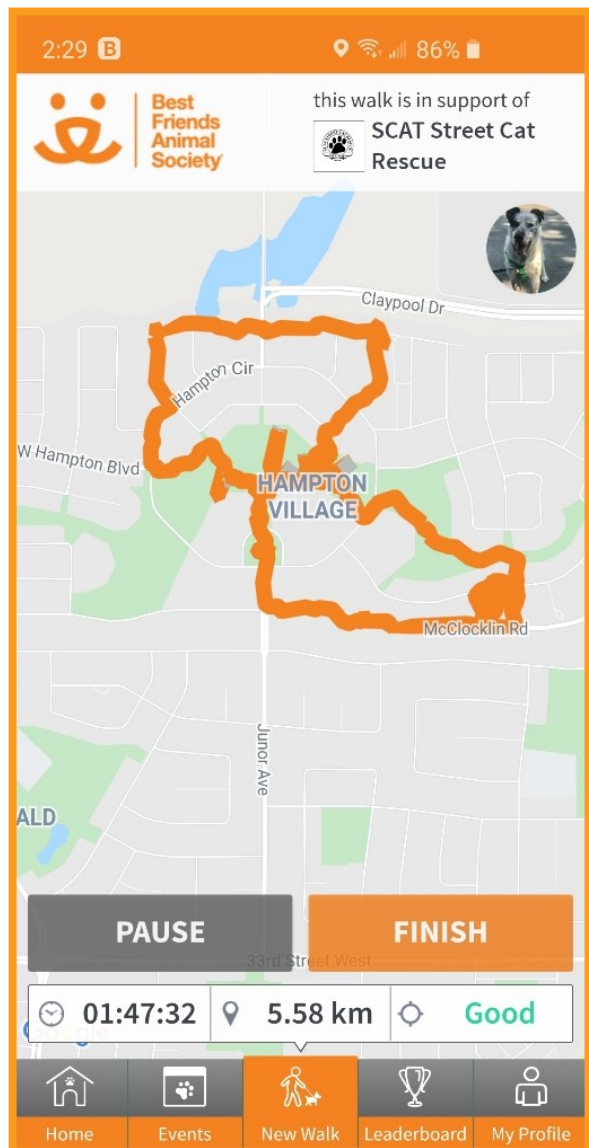 2:29 B 86%
Best
Friends
Animal
Society
this walk is in support of
SCAT Street Cat
Rescue
Claypool Dr
Hampton Cir
W Hampton Blvd
HAMPTON
VILLAGE
McClocklin Rd
Junor Ave
ALD
PAUSE
FINISH
33rd Street West
01:47:32 5.58 km Good
Home Events New Walk Leaderboard My Profile